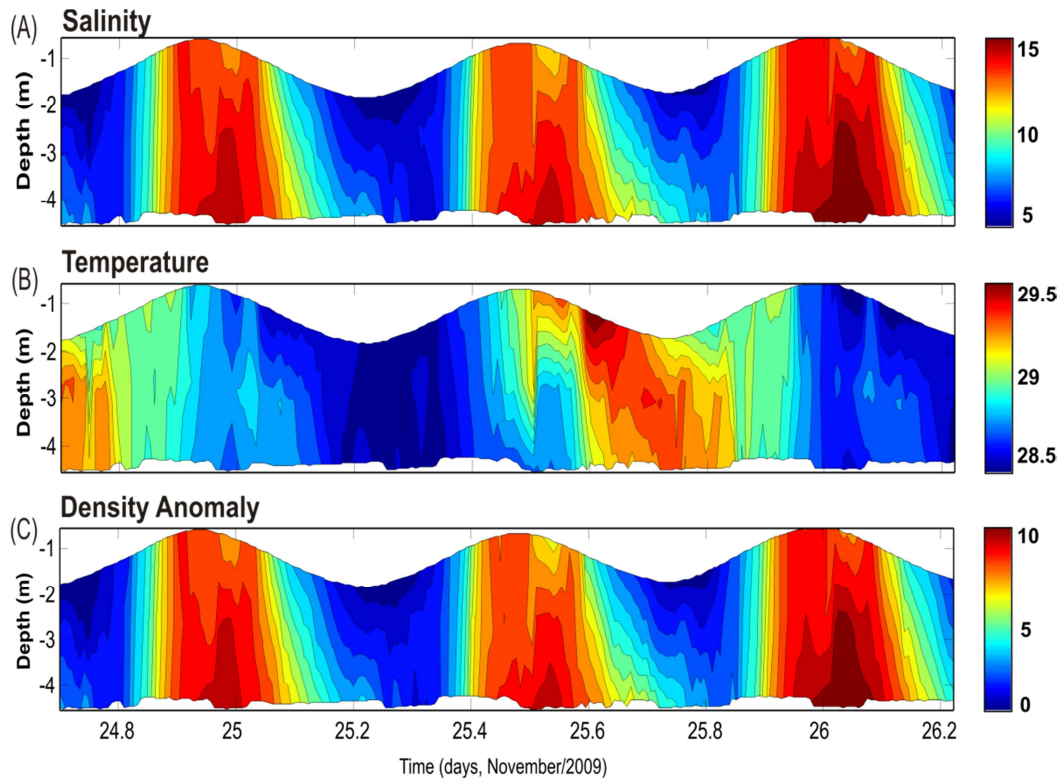 (A) Salinity
Depth (m)
-1
-2
-3
-4
15
10
5
(B) Temperature
Depth (m)
-1
-2
-3
-4
29.5
29
28.5
(C) Density Anomaly
Depth (m)
-1
-2
-3
-4
10
5
0
24.8 25 25.2 25.4 25.6 25.8 26 26.2
Time (days, November/2009)